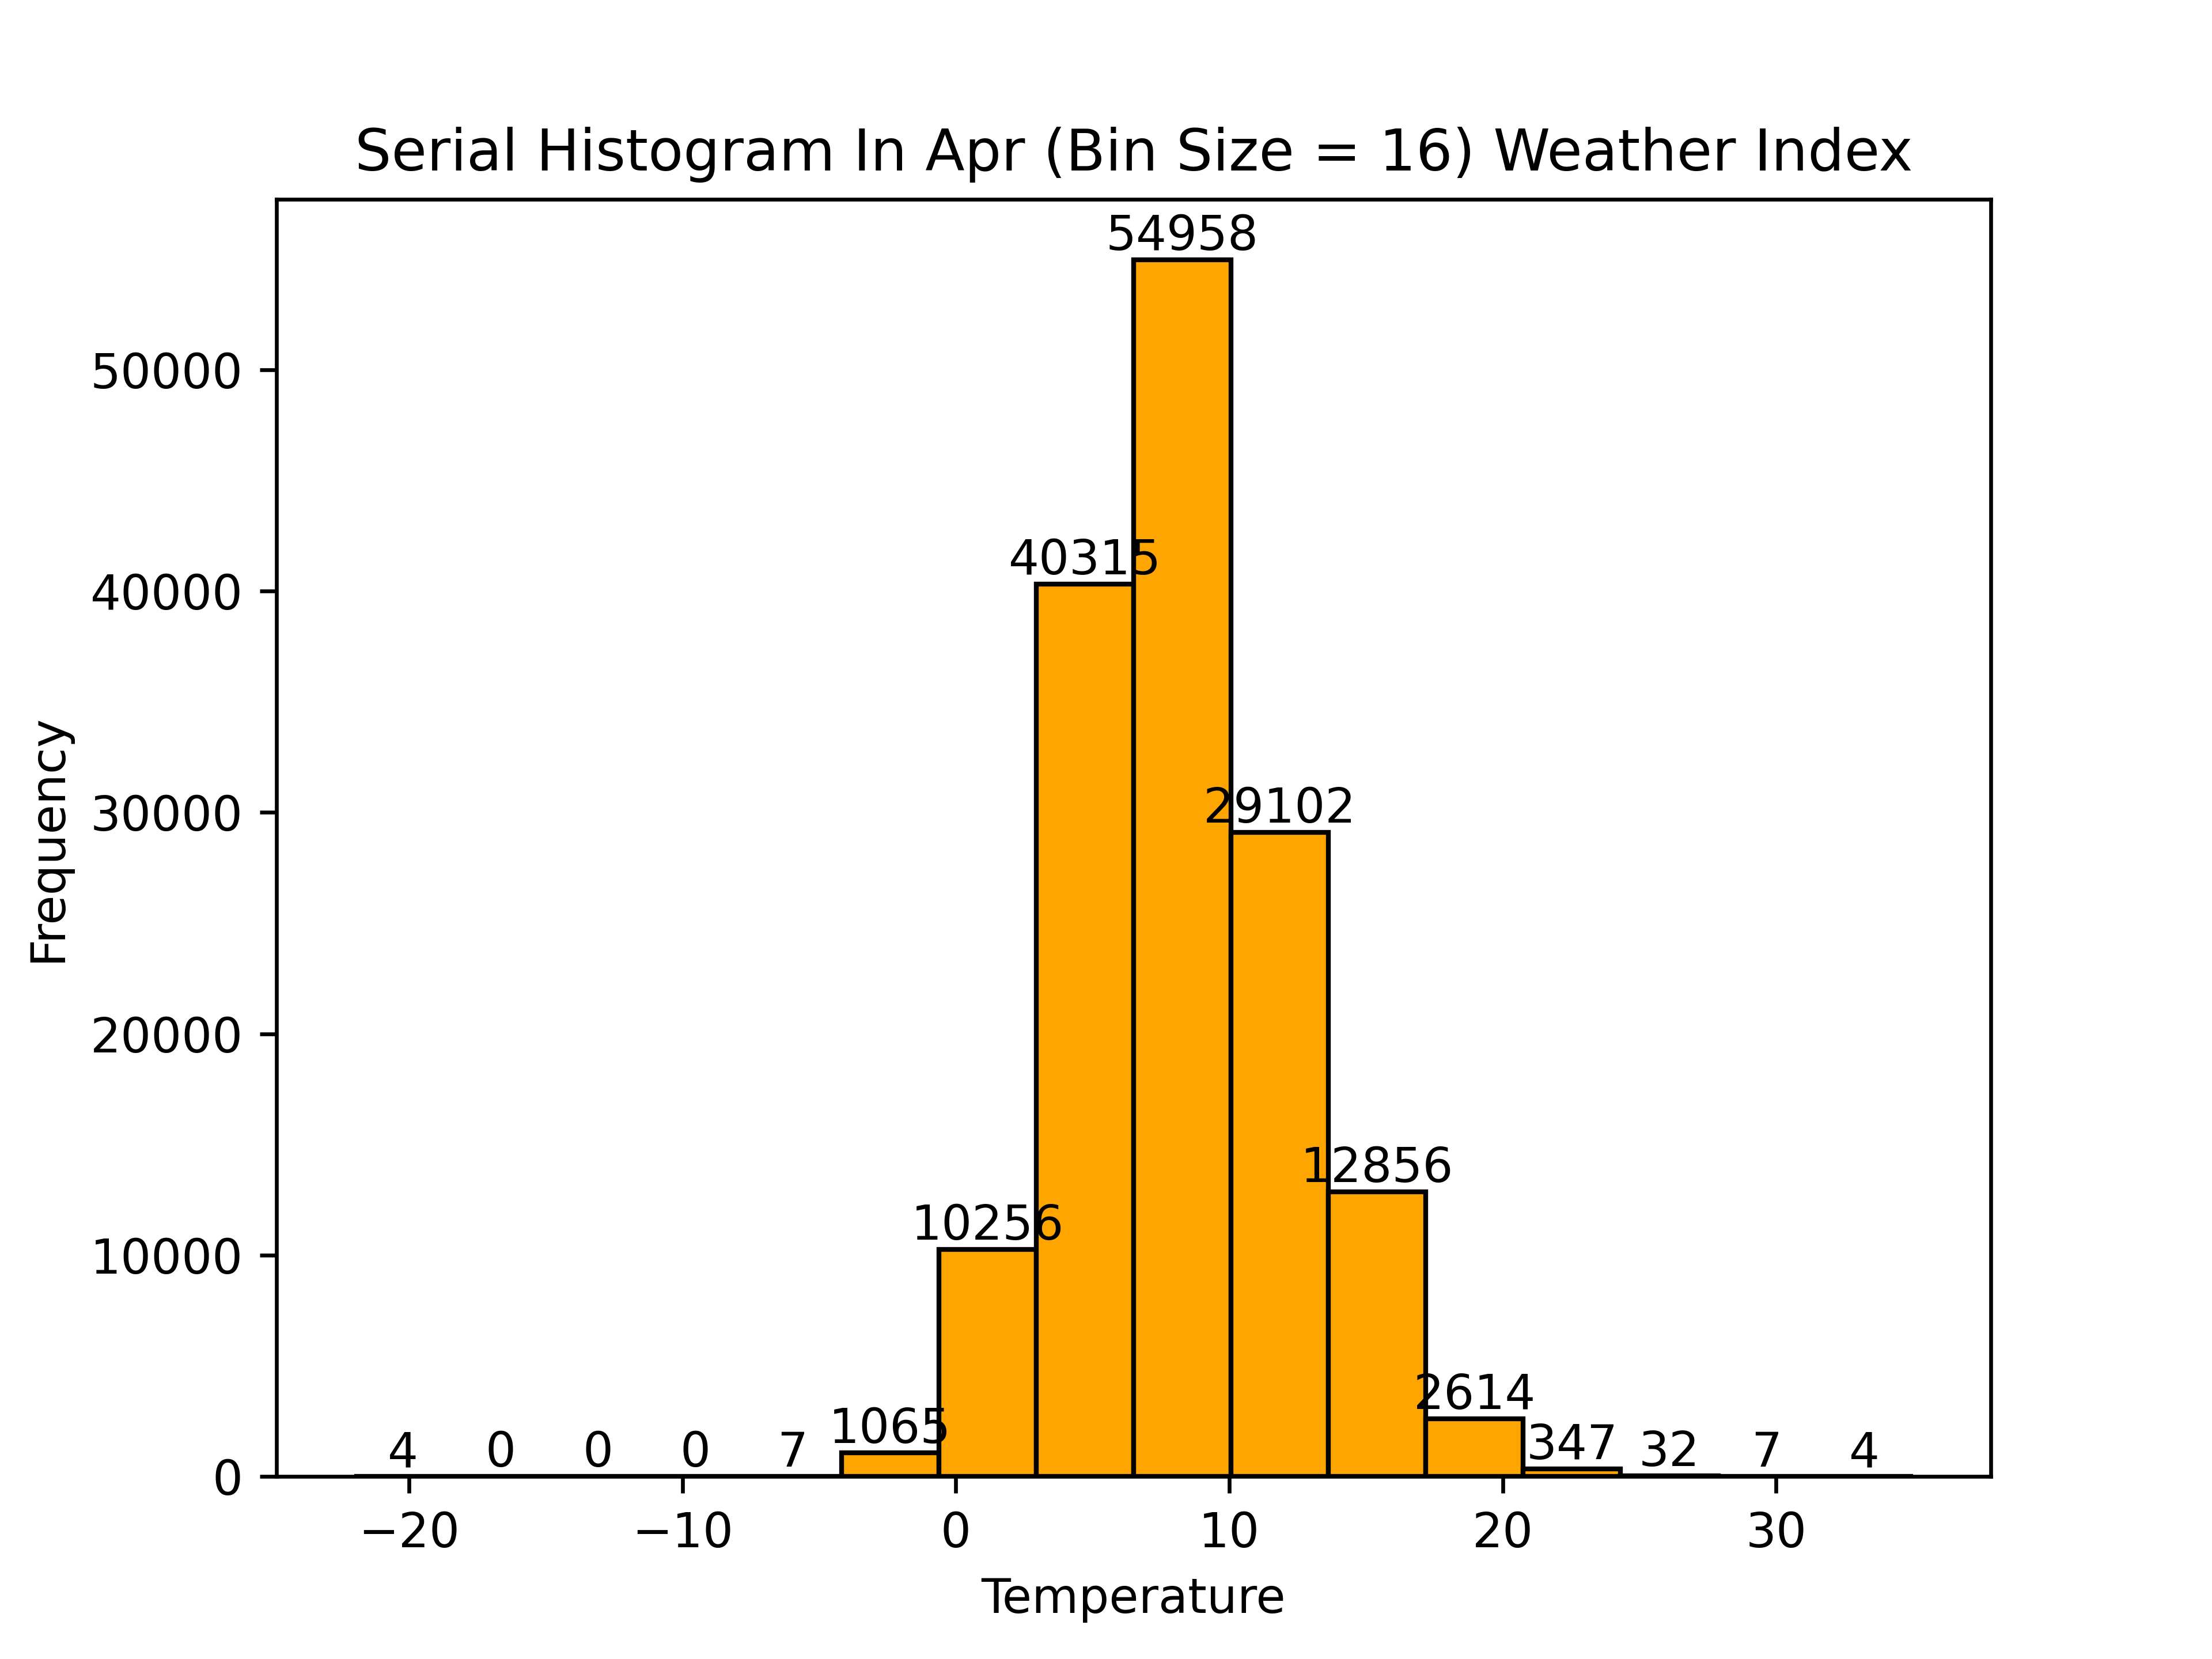 Serial Histogram In Apr (Bin Size = 16) Weather Index
54958
50000
40315
40000
Frequency
30000
29102
20000
12856
10256
10000
2614
1065
347
4 0 0 0 7 32 7 4
0
−20 −10 0 10 20 30
Temperature